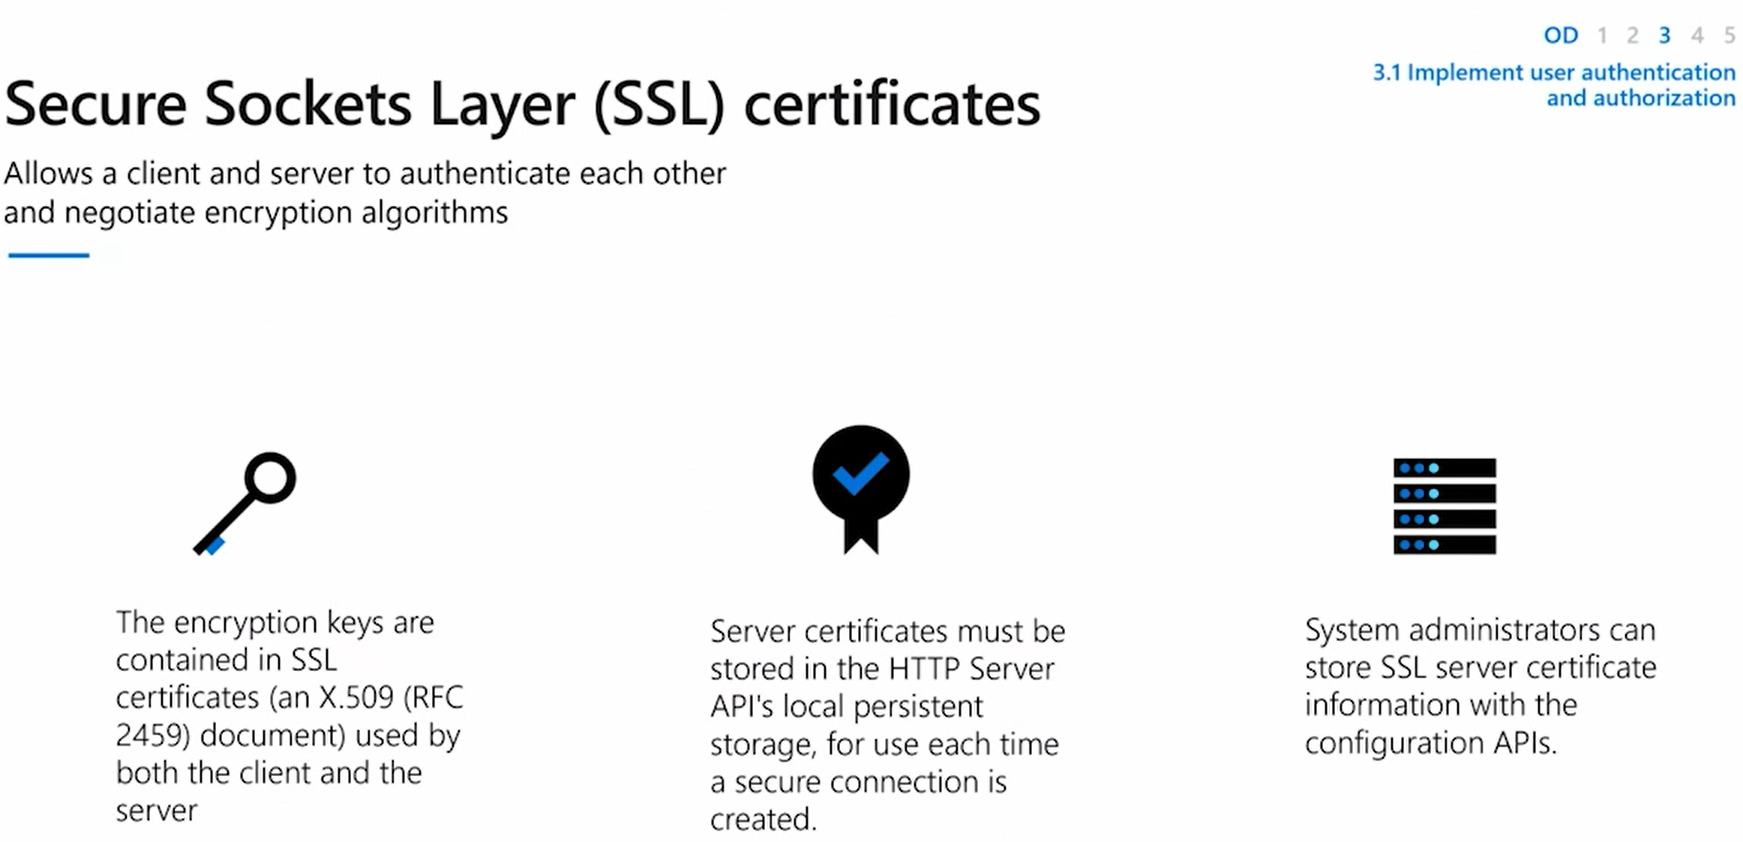 OD 1 2 3 4 5
3.1 Implement user authentication
and authorization
Secure Sockets Layer (SSL) certificates
Allows a client and server to authenticate each other
and negotiate encryption algorithms
The encryption keys are
contained in SSL
certificates (an X.509 (RFC
2459) document) used by
both the client and the
server
Server certificates must be
stored in the HTTP Server
API's local persistent
storage, for use each time
a secure connection is
created.
System administrators can
store SSL server certificate
information with the
configuration APIs.